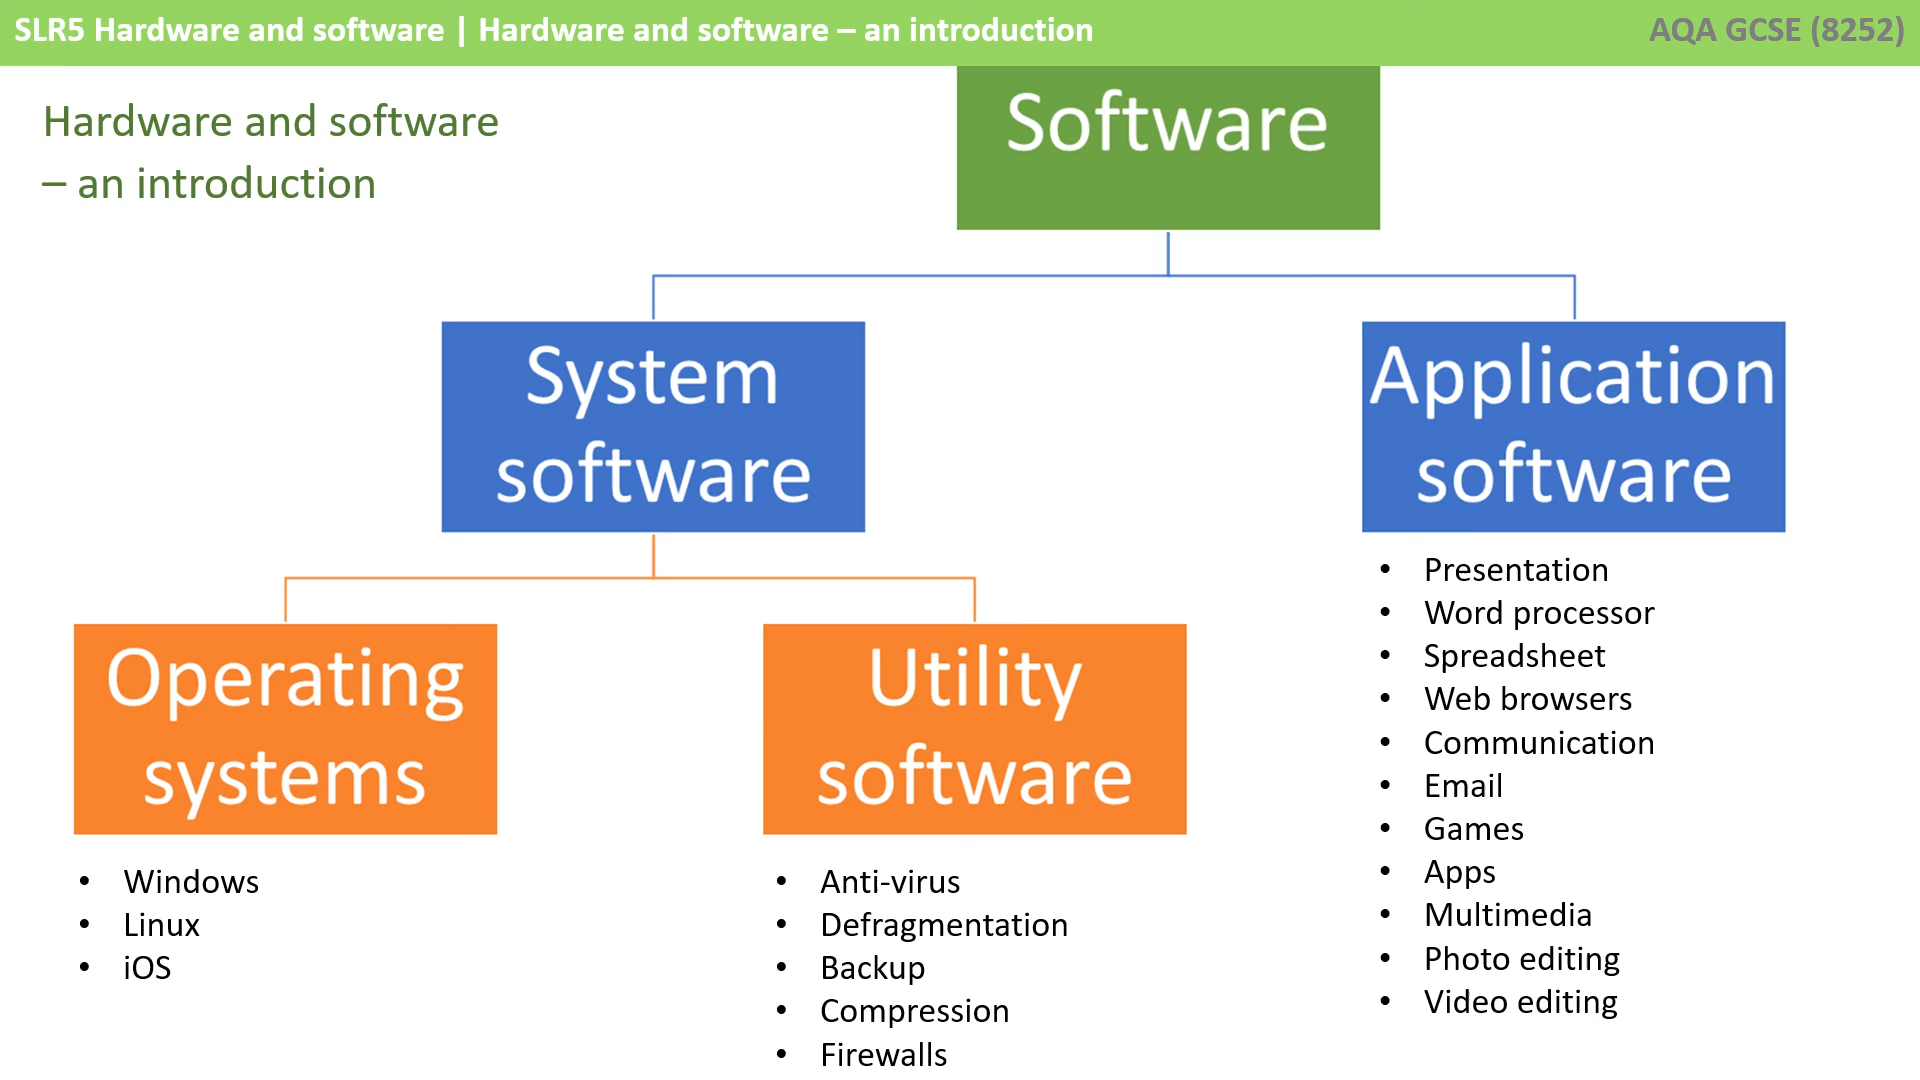 SLR5 Hardware and software | Hardware and software – an introduction
AQA GCSE (8252)
Hardware and software
– an introduction
Software
System
software
Application
software
Operating
systems
Utility
software
• Windows
• Linux
• iOS
• Anti-virus
• Defragmentation
• Backup
• Compression
• Firewalls
• Presentation
• Word processor
• Spreadsheet
• Web browsers
• Communication
• Email
• Games
• Apps
• Multimedia
• Photo editing
• Video editing